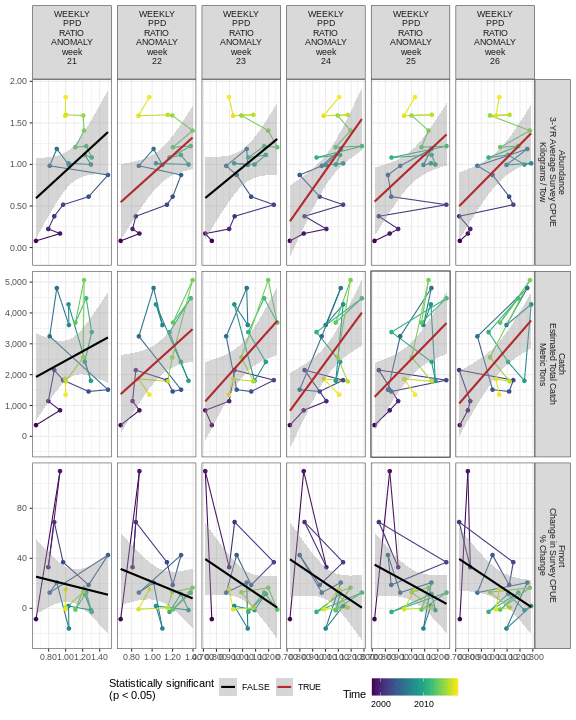 WEEKLY
PPD
RATIO
ANOMALY
week
21
WEEKLY
PPD
RATIO
ANOMALY
week
22
WEEKLY
PPD
RATIO
ANOMALY
week
23
WEEKLY
PPD
RATIO
ANOMALY
week
24
WEEKLY
PPD
RATIO
ANOMALY
week
25
WEEKLY
PPD
RATIO
ANOMALY
week
26
2.00
1.50
1.00
0.50
0.00
Abundance
3-YR Average Survey CPUE
Kilograms / Tow
5,000
4,000
3,000
2,000
1,000
0
Catch
Estimated Total Catch
Metric Tons
80
40
0
Fmort
Change in Survey CPUE
% Change
0.80 1.00 1.20 1.40
0.80 1.00 1.20
Statistically significant
(p < 0.05)
FALSE
TRUE
Time
2000
2010